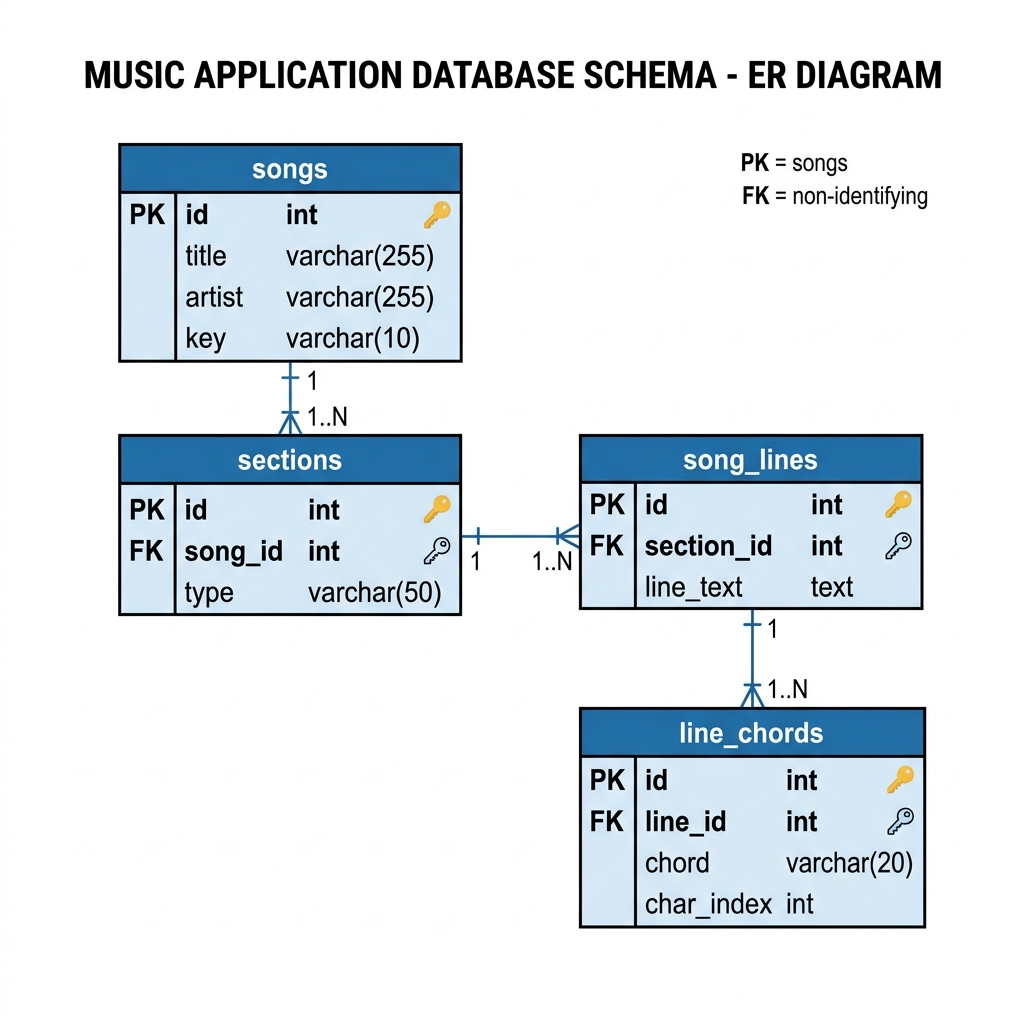 MUSIC APPLICATION DATABASE SCHEMA - ER DIAGRAM
PK = songs
FK = non-identifying
songs
PK id int
title varchar(255)
artist varchar(255)
key varchar(10)
1
1..N
sections
PK id int
FK song_id int
type varchar(50)
1
1..N
song_lines
PK id int
FK section_id int
line_text text
1
1..N
line_chords
PK id int
FK line_id int
chord varchar(20)
char_index int